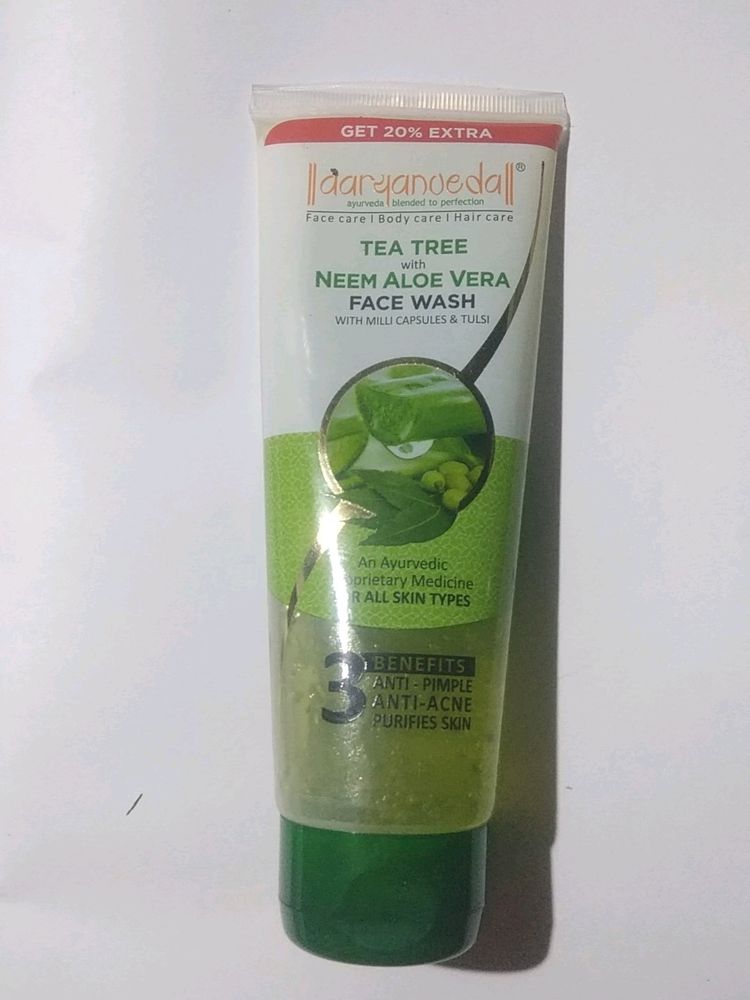 GET 20% EXTRA
||aaryanveda||®
ayurveda blended to perfection
Face care | Body care | Hair care
TEA TREE
with
NEEM ALOE VERA
FACE WASH
WITH MILLI CAPSULES & TULSI
An Ayurvedic
Medicine
ALL SKIN TYPES
3 BENEFITS
ANTI - PIMPLE
ANTI-ACNE
PURIFIES SKIN